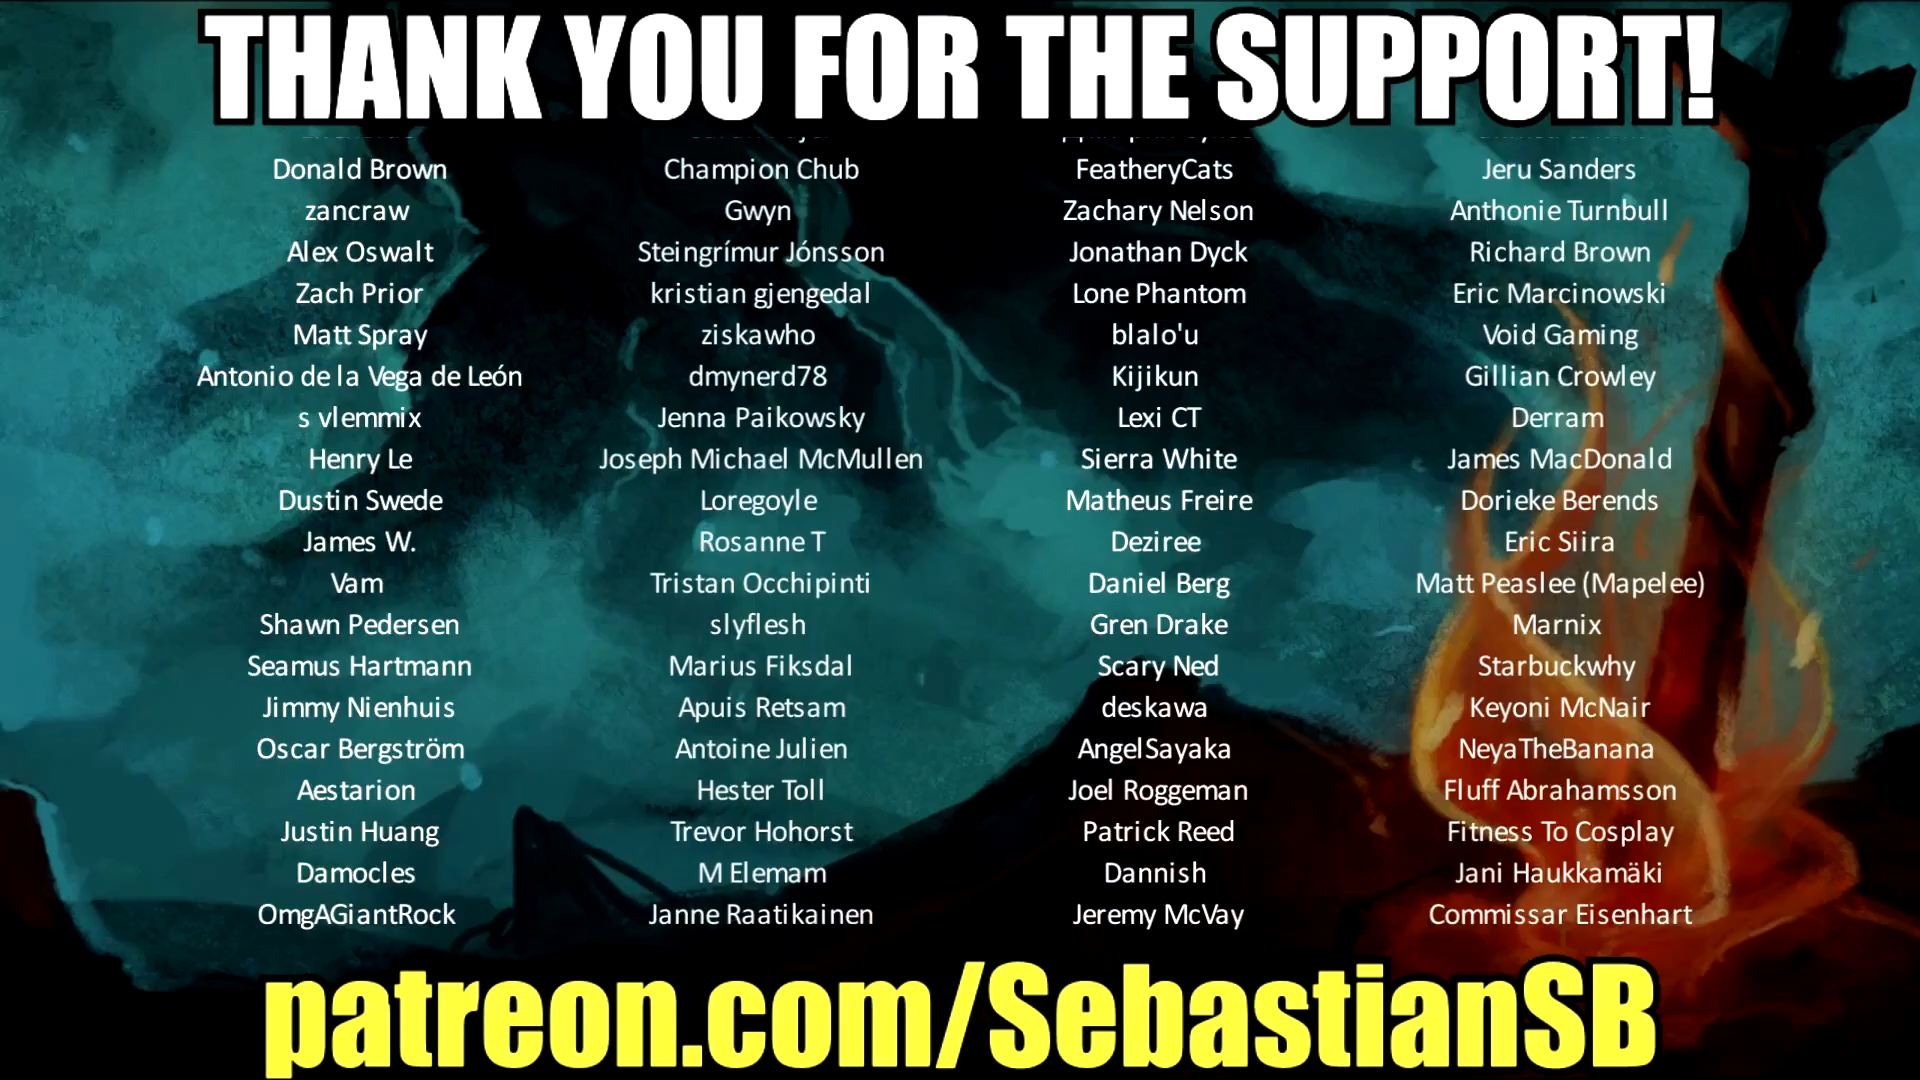 THANK YOU FOR THE SUPPORT!
Donald Brown
zancraw
Alex Oswalt
Zach Prior
Matt Spray
Antonio de la Vega de León
s vlemmix
Henry Le
Dustin Swede
James W.
Vam
Shawn Pedersen
Seamus Hartmann
Jimmy Nienhuis
Oscar Bergström
Aestarion
Justin Huang
Damocles
OmgAGiantRock
Champion Chub
Gwyn
Steingrímur Jónsson
kristian gjengedal
ziskawho
dmynerd78
Jenna Paikowsky
Joseph Michael McMullen
Loregoyle
Rosanne T
Tristan Occhipinti
slyflesh
Marius Fiksdal
Apuis Retsam
Antoine Julien
Hester Toll
Trevor Hohorst
M Elemam
Janne Raatikainen
FeatheryCats
Zachary Nelson
Jonathan Dyck
Lone Phantom
blalo'u
Kijikun
Lexi CT
Sierra White
Matheus Freire
Deziree
Daniel Berg
Gren Drake
Scary Ned
deskawa
AngelSayaka
Joel Roggeman
Patrick Reed
Dannish
Jeremy McVay
Jeru Sanders
Anthonie Turnbull
Richard Brown
Eric Marcinowski
Void Gaming
Gillian Crowley
Derram
James MacDonald
Dorieke Berends
Eric Siira
Matt Peaslee (Mapelee)
Marnix
Starbuckwhy
Keyoni McNair
NeyaTheBanana
Fluff Abrahamsson
Fitness To Cosplay
Jani Haukkamäki
Commissar Eisenhart
patreon.com/SebastianSB